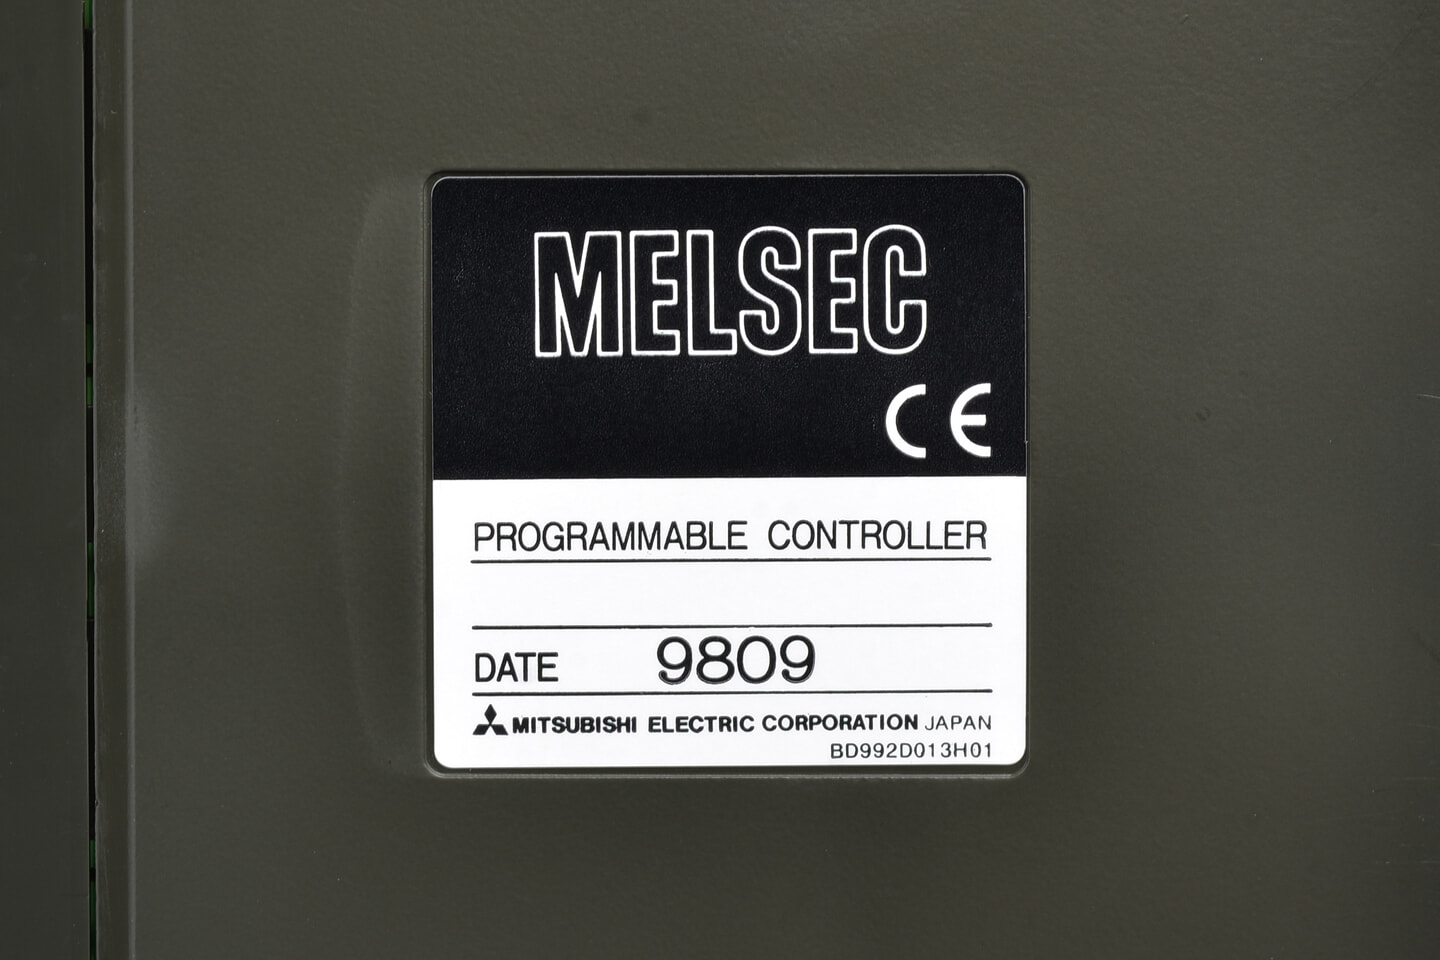 MELSEC
CE
PROGRAMMABLE CONTROLLER
DATE 9809
MITSUBISHI ELECTRIC CORPORATION JAPAN
BD992D013H01